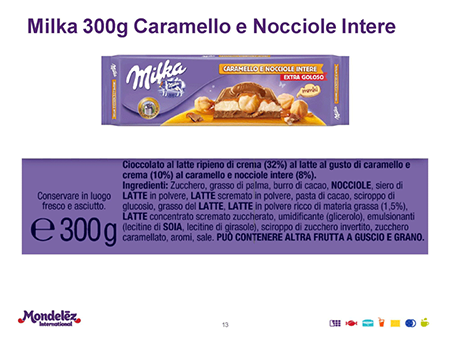 Milka 300g Caramello e Nocciole Intere
Milka
CARAMELLO E NOCCIOLE INTERE
EXTRA GOLOSO
Cioccolato al latte ripieno di crema (32%) al latte al gusto di caramello e
crema (10%) al caramello e nocciole intere (8%).
Ingredienti: Zucchero, grasso di palma, burro di cacao, NOCCIOLE, siero di
LATTE in polvere, LATTE scremato in polvere, pasta di cacao, sciroppo di
glucosio, grasso del LATTE, LATTE in polvere ricco di materia grassa (1,5%),
LATTE concentrato scremato zuccherato, umidificante (glicerolo), emulsionanti
(lecitine di SOIA, lecitine di girasole), sciroppo di zucchero invertito, zucchero
caramellato, aromi, sale. PUÒ CONTENERE ALTRA FRUTTA A GUSCIO E GRANO.
Conservare in luogo
fresco e asciutto.
℮ 300 g
Mondelēz
International
13